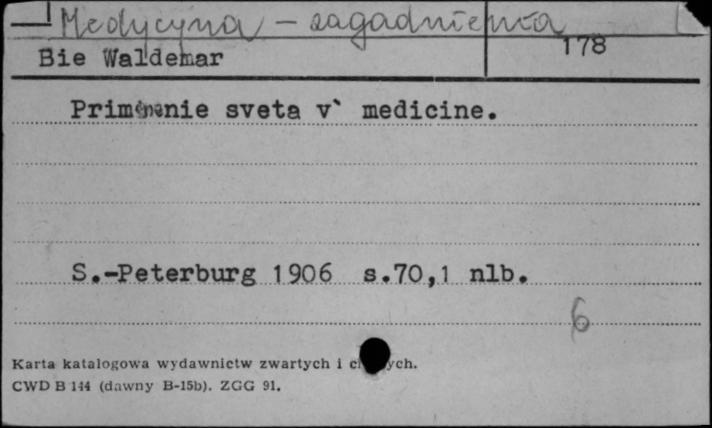 Medycyna - zagadnienia
178
Bie Waldemar
Primenenie sveta v` medicine.
S.-Peterburg 1906 s.70,1 nlb.
6
Karta katalogowa wydawnictw zwartych i
CWD B 144 (dawny B-15b). ZGG 91.